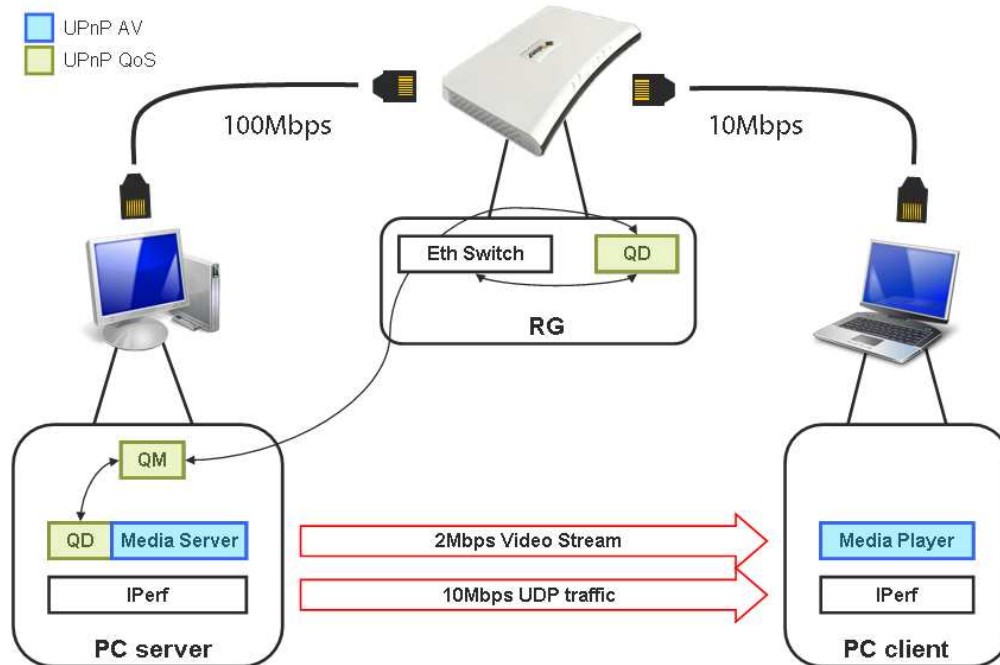 UPnP AV
UPnP QoS
100Mbps
10Mbps
Eth Switch
QD
RG
QM
QD
Media Server
2Mbps Video Stream
Media Player
IPerf
10Mbps UDP traffic
IPerf
PC server
PC client